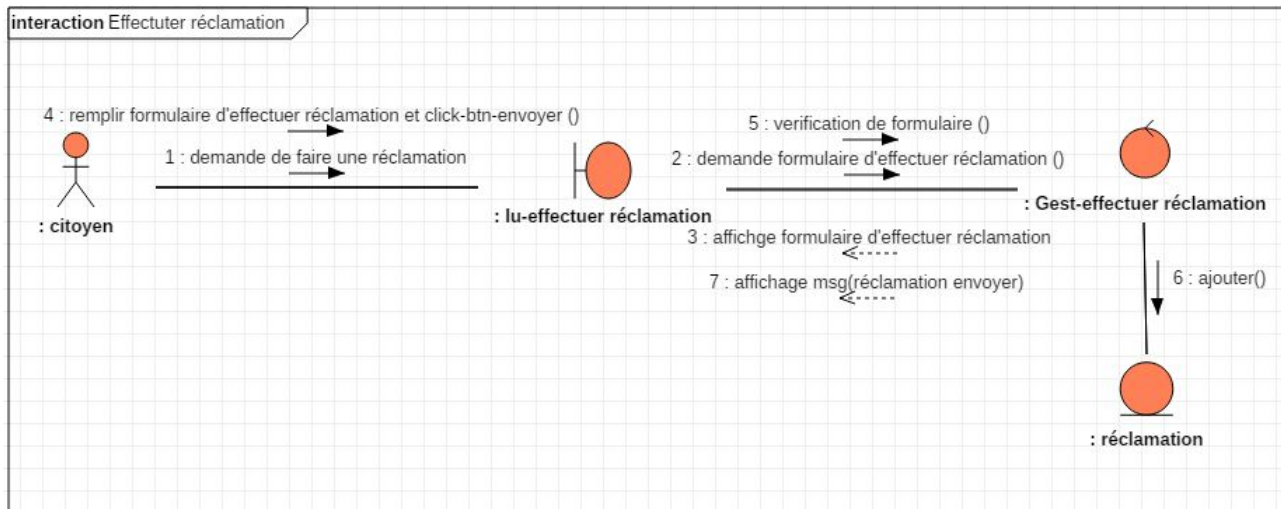 interaction Effectuter réclamation
4 : remplir formulaire d'effectuer réclamation et click-btn-envoyer ()
1 : demande de faire une réclamation
5 : verification de formulaire ()
2 : demande formulaire d'effectuer réclamation ()
: citoyen
: Iu-effectuer réclamation
: Gest-effectuer réclamation
3 : affichge formulaire d'effectuer réclamation
7 : affichage msg(réclamation envoyer)
6 : ajouter()
: réclamation